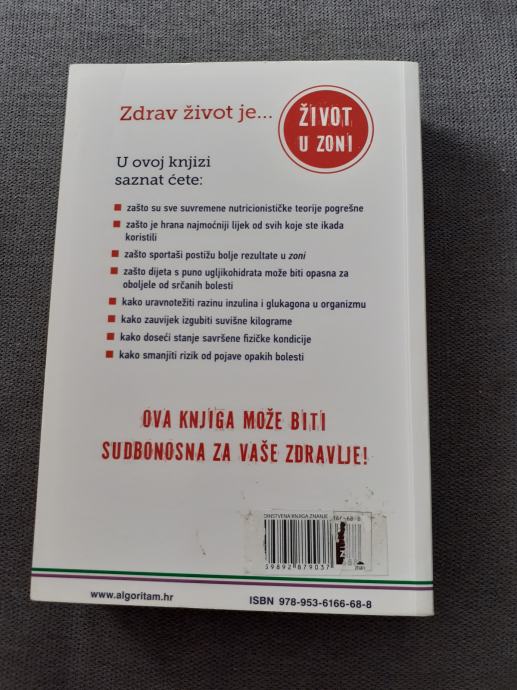 Zdrav život je...
ŽIVOT
U ZONI
U ovoj knjizi
saznat ćete:
zašto su sve suvremene nutricionističke teorije pogrešne
zašto je hrana najmoćniji lijek od svih koje ste ikada
koristili
zašto sportaši postižu bolje rezultate u zoni
zašto dijeta s puno ugljikohidrata može biti opasna za
oboljele od srčanih bolesti
kako uravnotežiti razinu inzulina i glukagona u organizmu
kako zauvijek izgubiti suvišne kilograme
kako doseći stanje savršene fizičke kondicije
kako smanjiti rizik od pojave opakih bolesti
OVA KNJIGA MOŽE BITI
SUDBONOSNA ZA VAŠE ZDRAVLJE!
DINSTVENA KNJIGA ZNANJE
www.algoritam.hr
ISBN 978-953-6166-68-8